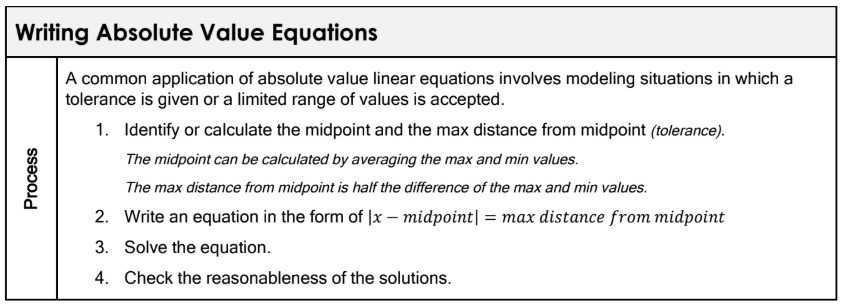 Writing Absolute Value Equations
Process
A common application of absolute value linear equations involves modeling situations in which a
tolerance is given or a limited range of values is accepted.
1. Identify or calculate the midpoint and the max distance from midpoint (tolerance).
The midpoint can be calculated by averaging the max and min values.
The max distance from midpoint is half the difference of the max and min values.
2. Write an equation in the form of |x − midpoint| = max distance from midpoint
3. Solve the equation.
4. Check the reasonableness of the solutions.